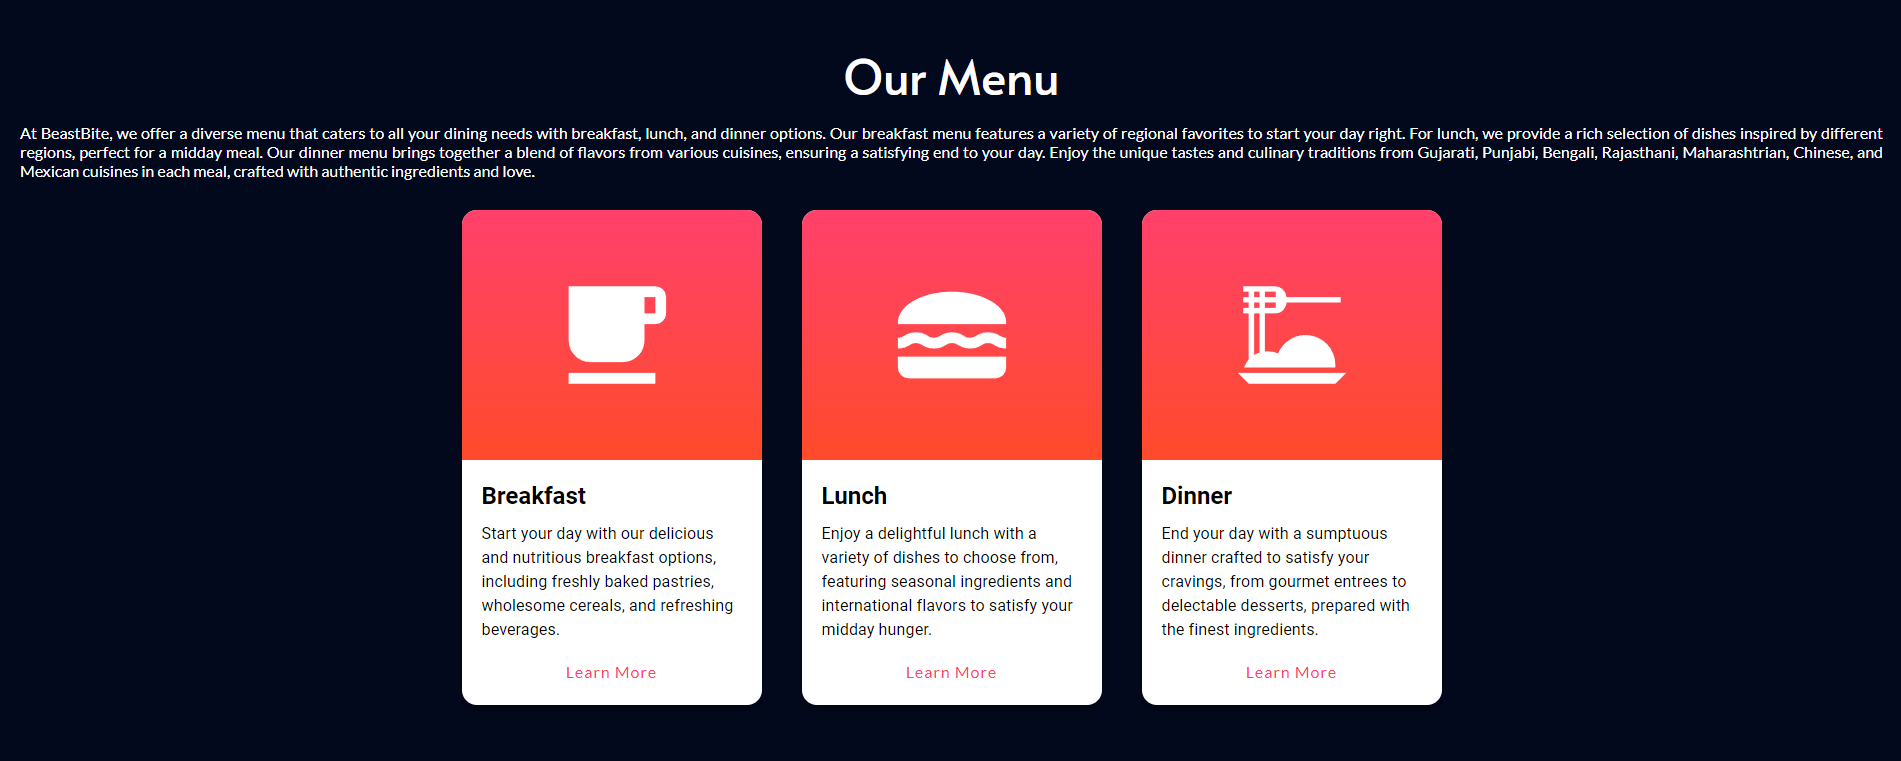 Our Menu
At BeastBite, we offer a diverse menu that caters to all your dining needs with breakfast, lunch, and dinner options. Our breakfast menu features a variety of regional favorites to start your day right. For lunch, we provide a rich selection of dishes inspired by different
regions, perfect for a midday meal. Our dinner menu brings together a blend of flavors from various cuisines, ensuring a satisfying end to your day. Enjoy the unique tastes and culinary traditions from Gujarati, Punjabi, Bengali, Rajasthani, Maharashtrian, Chinese, and
Mexican cuisines in each meal, crafted with authentic ingredients and love.
Breakfast
Start your day with our delicious
and nutritious breakfast options,
including freshly baked pastries,
wholesome cereals, and refreshing
beverages.
Learn More
Lunch
Enjoy a delightful lunch with a
variety of dishes to choose from,
featuring seasonal ingredients and
international flavors to satisfy your
midday hunger.
Learn More
Dinner
End your day with a sumptuous
dinner crafted to satisfy your
cravings, from gourmet entrees to
delectable desserts, prepared with
the finest ingredients.
Learn More